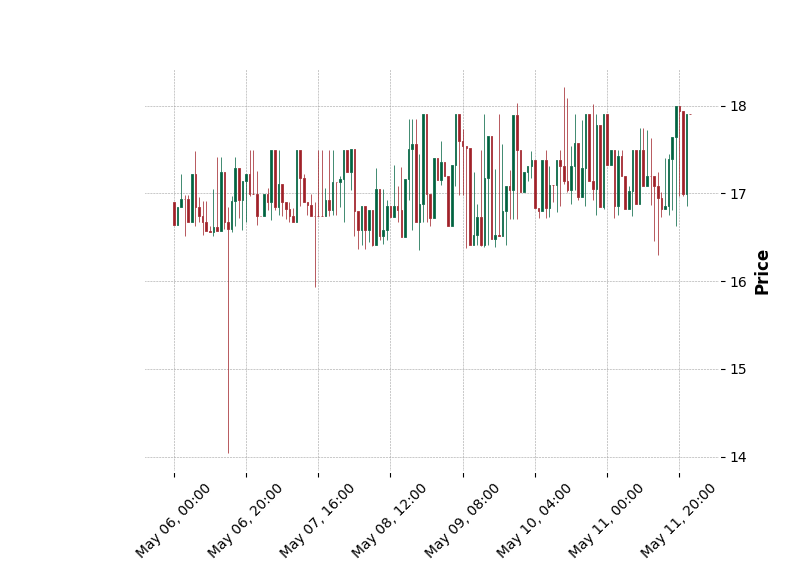 18
17
16
15
14
Price
May 06, 00:00
May 06, 20:00
May 07, 16:00
May 08, 12:00
May 09, 08:00
May 10, 04:00
May 11, 00:00
May 11, 20:00